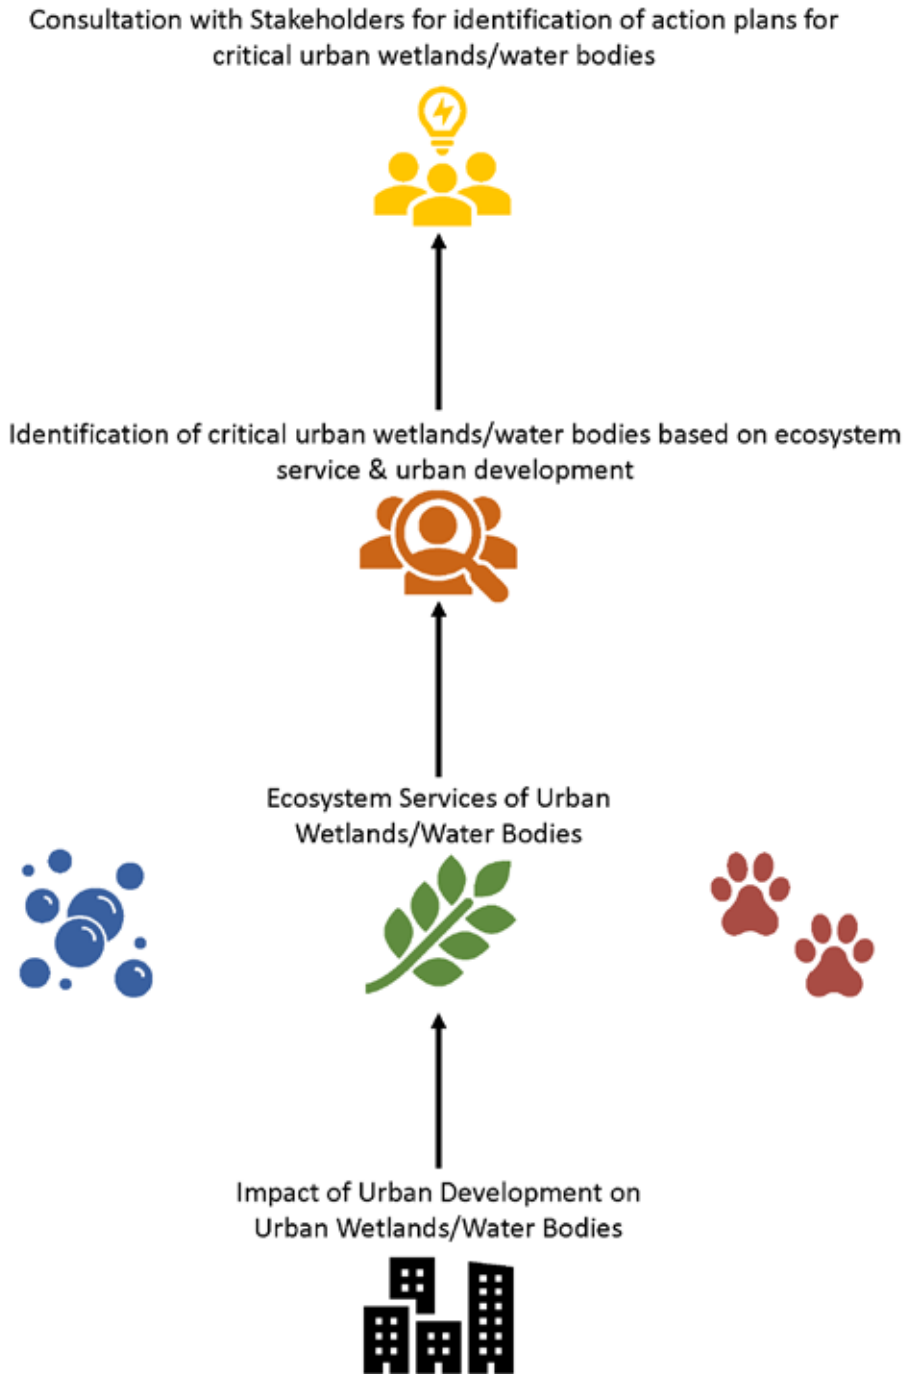 Consultation with Stakeholders for identification of action plans for
critical urban wetlands/water bodies
Identification of critical urban wetlands/water bodies based on ecosystem
service & urban development
Ecosystem Services of Urban
Wetlands/Water Bodies
Impact of Urban Development on
Urban Wetlands/Water Bodies